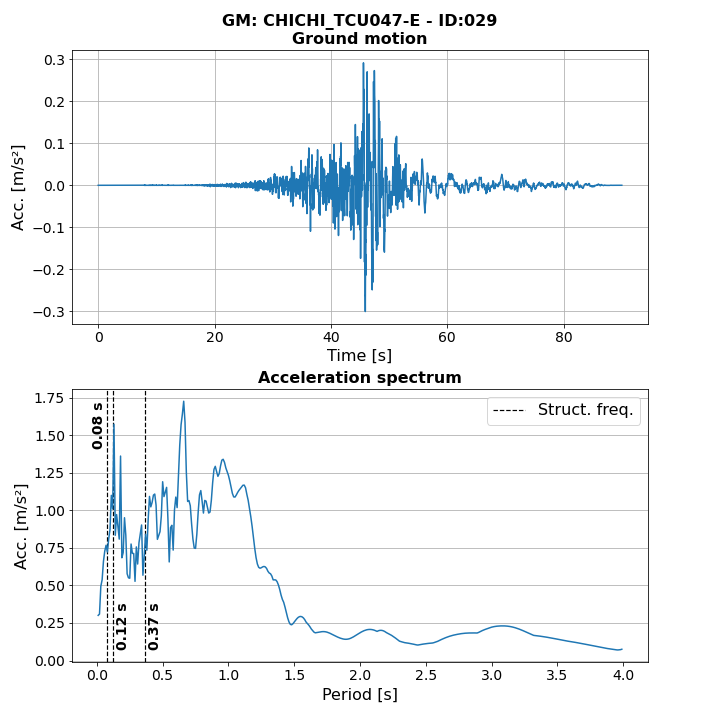 GM: CHICHI_TCU047-E - ID:029
Ground motion
0.3
0.2
0.1
0.0
−0.1
−0.2
−0.3
Acc. [m/s²]
0 20 40 60 80
Time [s]
Acceleration spectrum
1.75
1.50
1.25
1.00
0.75
0.50
0.25
0.00
Acc. [m/s²]
0.08 s
0.12 s
0.37 s
Struct. freq.
0.0 0.5 1.0 1.5 2.0 2.5 3.0 3.5 4.0
Period [s]